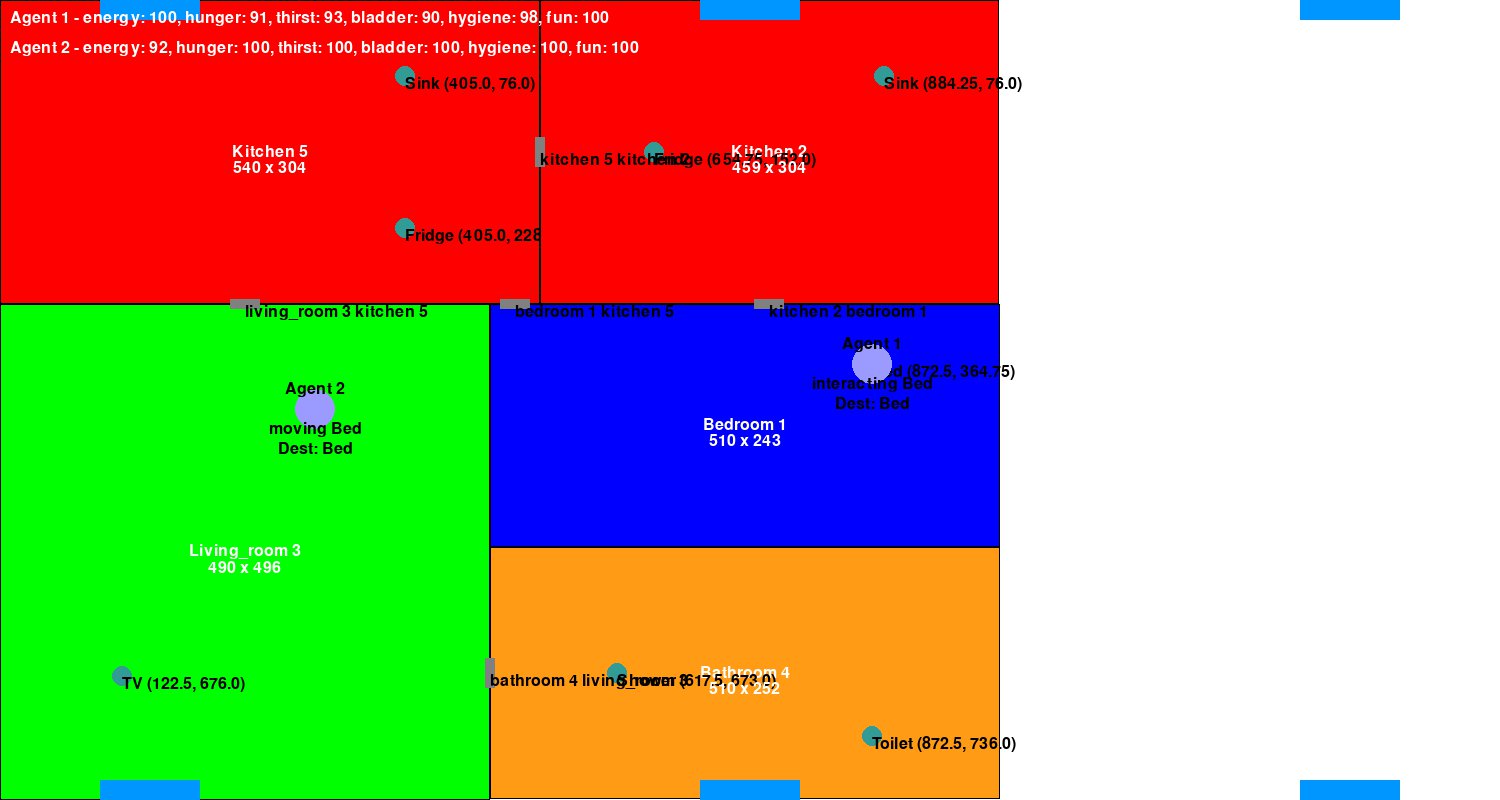 Agent 1 - energy: 100, hunger: 91, thirst: 93, bladder: 90, hygiene: 98, fun: 100
Agent 2 - energy: 92, hunger: 100, thirst: 100, bladder: 100, hygiene: 100, fun: 100
Sink (405.0, 76.0)
Sink (884.25, 76.0)
Kitchen 5
540 x 304
kitchen 5 kitchen 2
Fridge (654.75, 152.0)
Kitchen 2
459 x 304
Fridge (405.0, 228
living_room 3 kitchen 5
bedroom 1 kitchen 5
kitchen 2 bedroom 1
Agent 1
d (872.5, 364.75)
interacting Bed
Dest: Bed
Agent 2
moving Bed
Dest: Bed
Bedroom 1
510 x 243
Living_room 3
490 x 496
TV (122.5, 676.0)
bathroom 4 living_room 3
Shower (617.5, 673.0)
Bathroom 4
510 x 252
Toilet (872.5, 736.0)